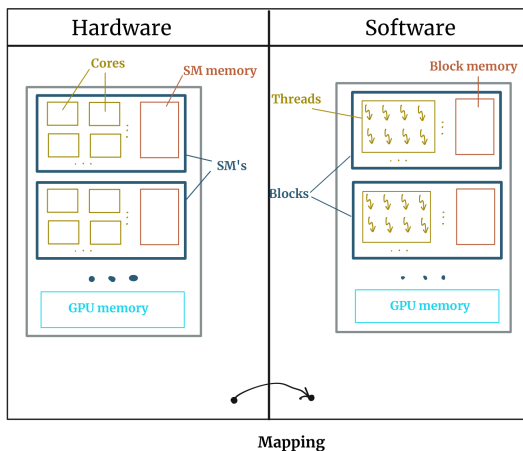 Hardware
Software
Cores
SM memory
SM's
GPU memory
Block memory
Threads
Blocks
GPU memory
Mapping